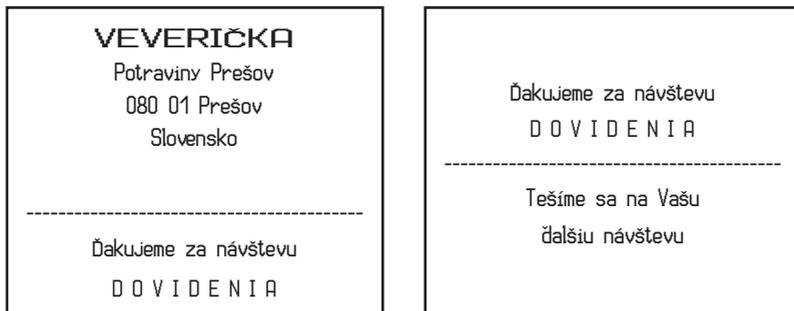 VEVERIČKA
Potraviny Prešov
080 01 Prešov
Slovensko
Ďakujeme za návštevu
D O V I D E N I A
Ďakujeme za návštevu
D O V I D E N I A
Tešíme sa na Vašu
ďalšiu návštevu